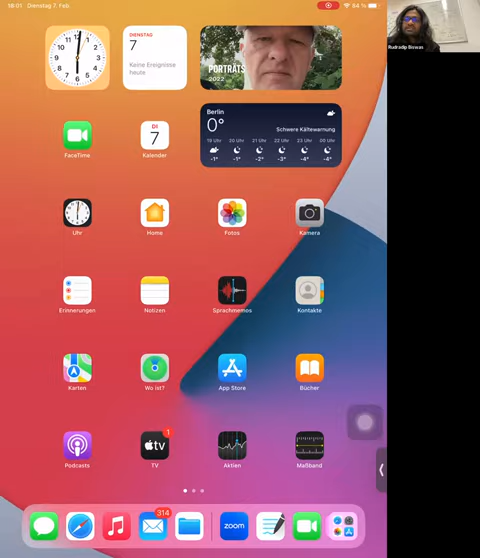 18:01 Dienstag 7. Feb
84 %
DIENSTAG
7
Keine Ereignisse
heute
PORTRÄTS
2022
Berlin
0°
Schwere Kältewarnung
19 Uhr 20 Uhr 21 Uhr 22 Uhr 23 Uhr 00 Uhr
-1° -1° -2° -3° -4° -4°
FaceTime
DI
7
Kalender
Uhr
Home
Fotos
Kamera
Erinnerungen
Notizen
Sprachmemos
Kontakte
Karten
Wo ist?
App Store
Bücher
Podcasts
tv
1
TV
Aktien
Maßband
314
zoom
Rudradip Biswas